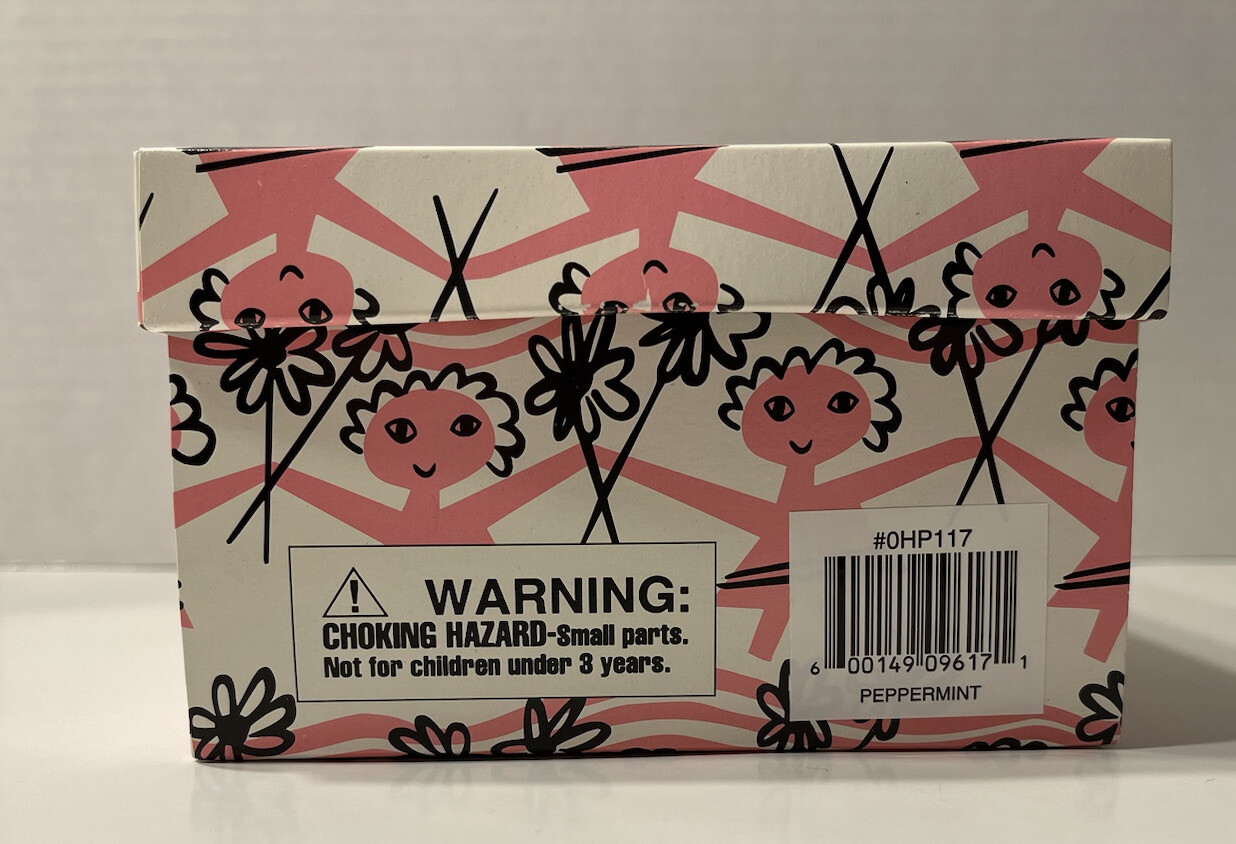 WARNING:
CHOKING HAZARD-Small parts.
Not for children under 3 years.
#0HP117
6 00149 09617 1
PEPPERMINT